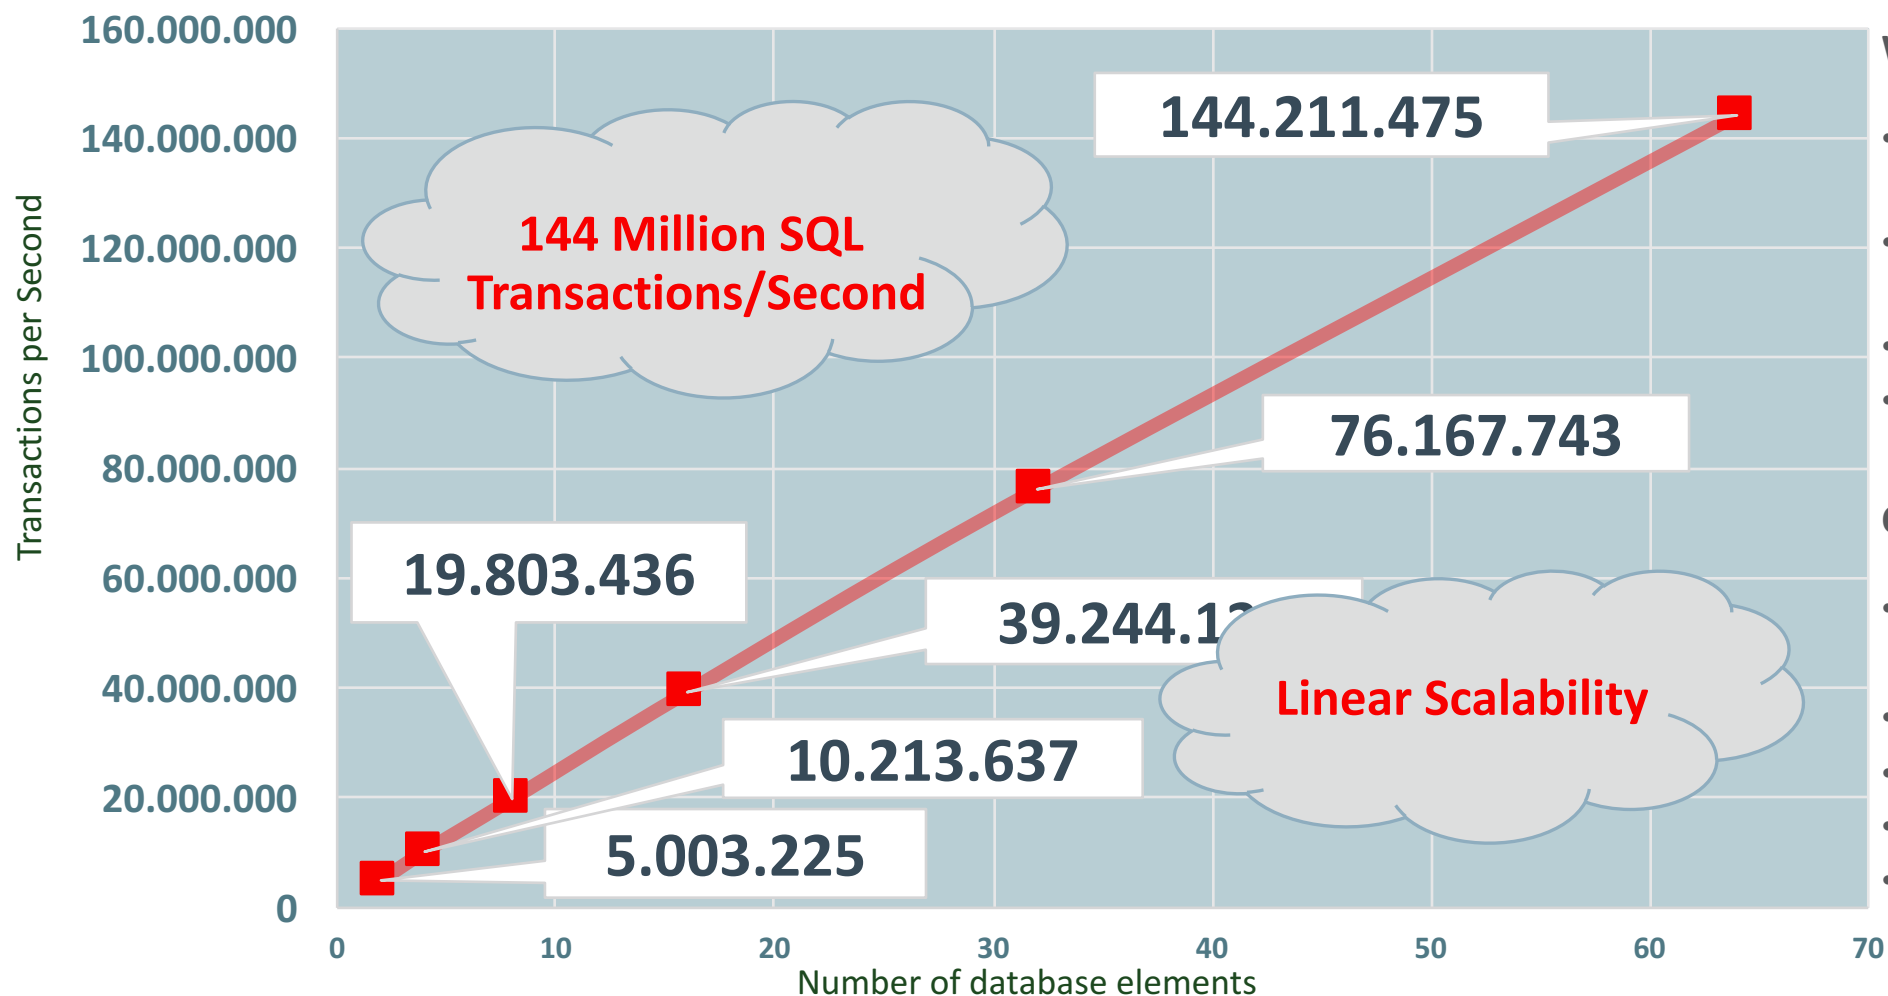 160.000.000
140.000.000
120.000.000
100.000.000
80.000.000
60.000.000
40.000.000
20.000.000
0
Transactions per Second
144 Million SQL
Transactions/Second
144.211.475
76.167.743
19.803.436
10.213.637
5.003.225
Linear Scalability
0 10 20 30 40 50 60 70
Number of database elements